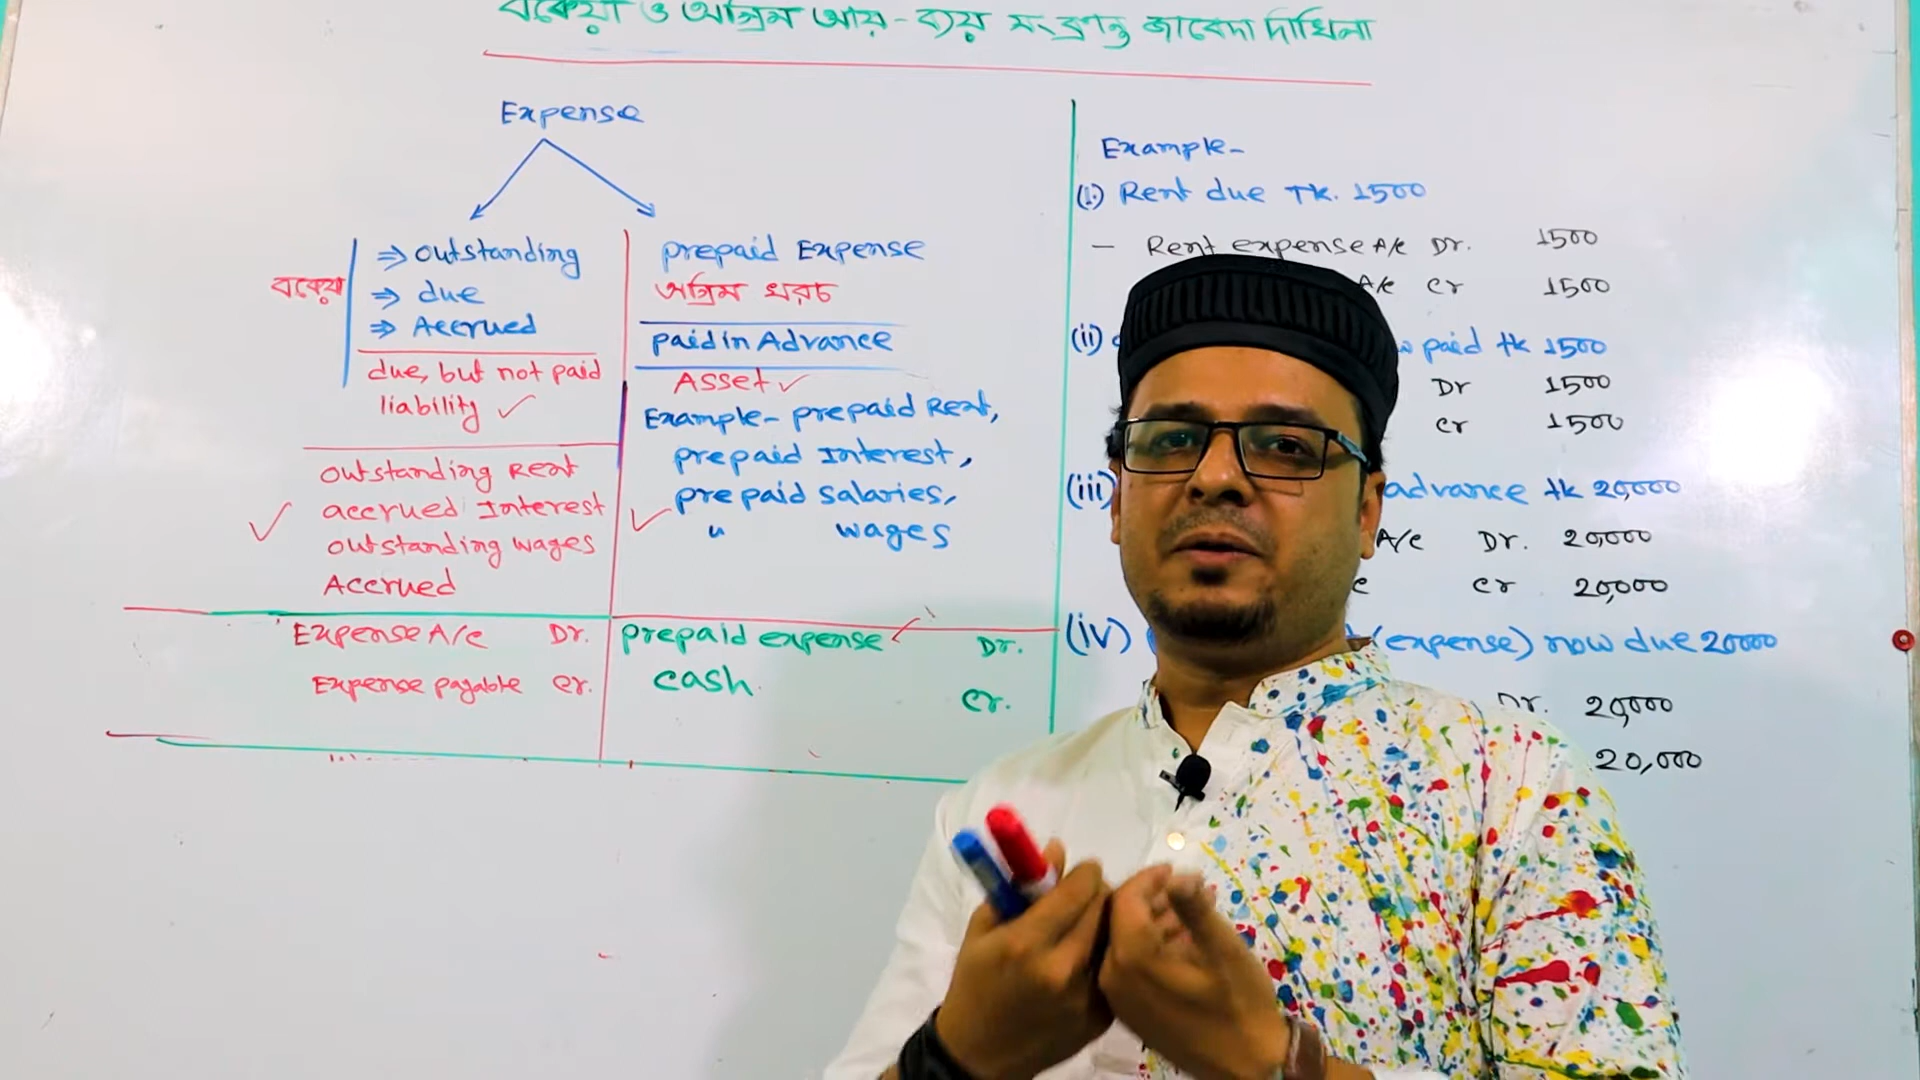 বকেয়া ও অগ্রিম আয়-ব্যয় সংক্রান্ত জাবেদা দাখিলা
Expense
বকেয়া
⇒ outstanding
⇒ due
⇒ Accrued
due, but not paid
liability ✓
outstanding Rent
✓ accrued Interest
outstanding wages
Accrued
Expense A/c Dr.
Expense payable cr.
prepaid Expense
অগ্রিম খরচ
paid in Advance
Asset ✓
Example- prepaid Rent,
prepaid Interest,
✓ prepaid salaries,
" wages
prepaid expense Dr.
cash Cr.
Example-
(i) Rent due TK. 1500
- Rent expense A/c Dr. 1500
A/c cr 1500
(ii) paid tk 1500
Dr 1500
cr 1500
(iii) advance tk 20,000
A/c Dr. 20,000
cr 20,000
(iv) (expense) now due 20000
Dr. 20,000
20,000